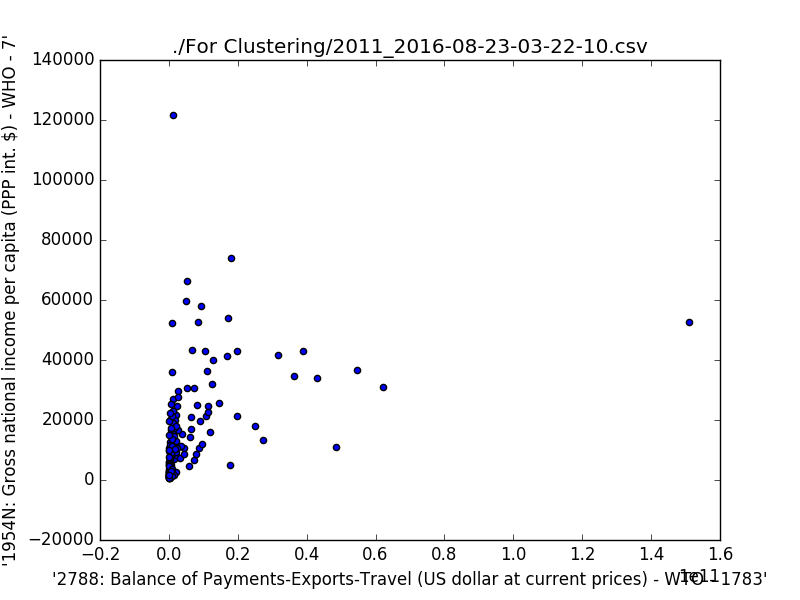 ./For Clustering/2011_2016-08-23-03-22-10.csv
'1954N: Gross national income per capita (PPP int. $) - WHO - 7'
140000
120000
100000
80000
60000
40000
20000
0
−20000
−0.2 0.0 0.2 0.4 0.6 0.8 1.0 1.2 1.4 1.6
1e11
'2788: Balance of Payments-Exports-Travel (US dollar at current prices) - WTO - 1783'